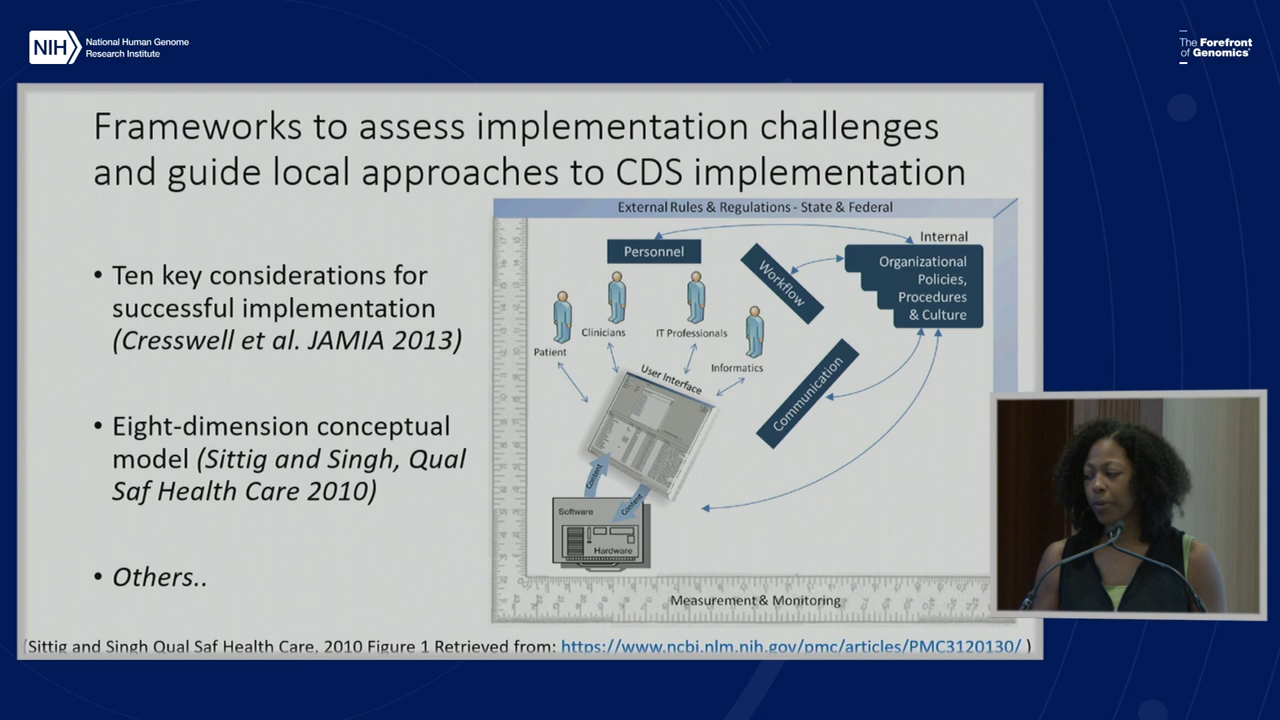 NIH
National Human Genome
Research Institute
The Forefront
of Genomics®
Frameworks to assess implementation challenges
and guide local approaches to CDS implementation
• Ten key considerations for
successful implementation
(Cresswell et al. JAMIA 2013)
• Eight-dimension conceptual
model (Sittig and Singh, Qual
Saf Health Care 2010)
• Others..
External Rules & Regulations - State & Federal
Personnel
Internal
Organizational
Policies,
Procedures
& Culture
Workflow
Clinicians
IT Professionals
Patient
Informatics
User Interface
Communication
Content
Content
Software
Hardware
Measurement & Monitoring
(Sittig and Singh Qual Saf Health Care, 2010 Figure 1 Retrieved from: https://www.ncbi.nlm.nih.gov/pmc/articles/PMC3120130/ )